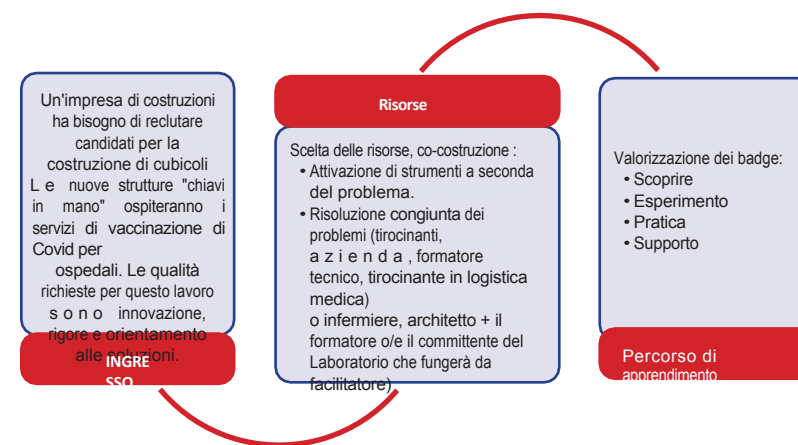 Un'impresa di costruzioni
ha bisogno di reclutare
candidati per la
costruzione di cubicoli
L e nuove strutture "chiavi
in mano" ospiteranno i
servizi di vaccinazione di
Covid per
ospedali. Le qualità
richieste per questo lavoro
s o n o innovazione,
rigore e orientamento
alle soluzioni.
INGRE
SSO
Risorse
Scelta delle risorse, co-costruzione :
• Attivazione di strumenti a seconda
del problema.
• Risoluzione congiunta dei
problemi (tirocinanti,
a z i e n d a , formatore
tecnico, tirocinante in logistica
medica)
o infermiere, architetto + il
formatore o/e il committente del
Laboratorio che fungerà da
facilitatore)
Valorizzazione dei badge:
• Scoprire
• Esperimento
• Pratica
• Supporto
Percorso di
apprendimento